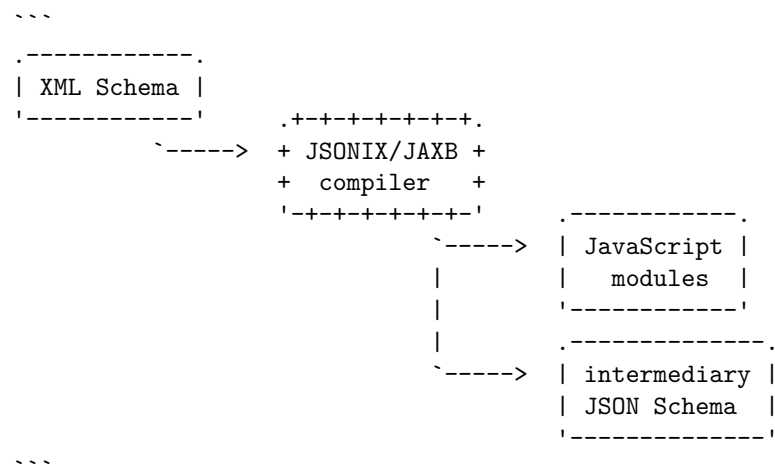 ```
.------------.
| XML Schema |
'------------'      .+-+-+-+-+-+-+.
          `----->  + JSONIX/JAXB +
                   +  compiler   +
                   '-+-+-+-+-+-+-'      .------------.
                              `----->  | JavaScript |
                              |        |   modules  |
                              |        '------------'
                              |        .--------------.
                              `----->  | intermediary |
                                       | JSON Schema  |
                                       '--------------'
```